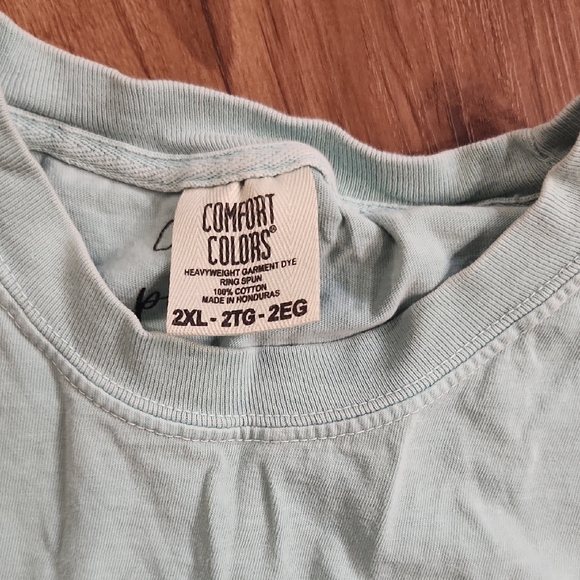 COMFORT
COLORS®
HEAVYWEIGHT GARMENT DYE
RING SPUN
100% COTTON
MADE IN HONDURAS
2XL - 2TG - 2EG